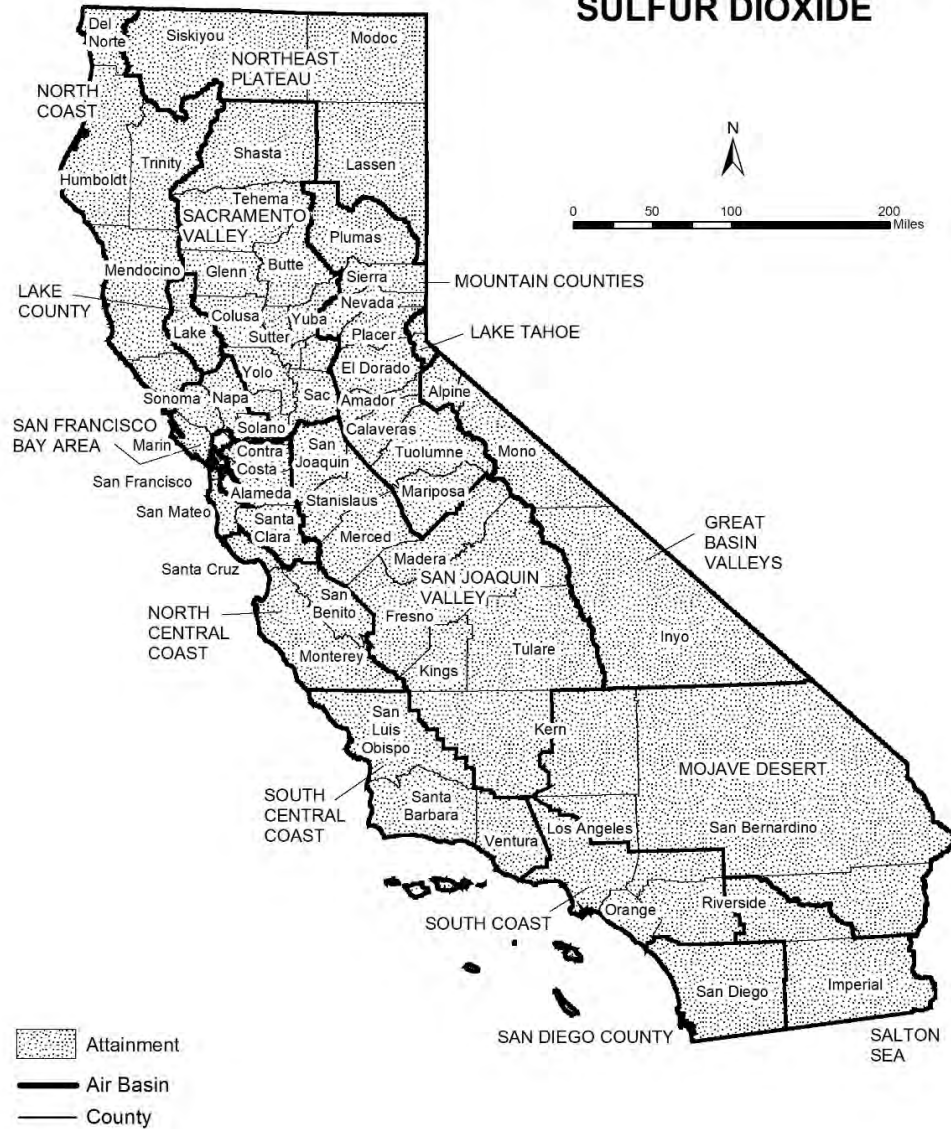 SULFUR DIOXIDE
Del
Norte
Siskiyou
Modoc
NORTHEAST
PLATEAU
NORTH
COAST
N
Shasta
Trinity
Lassen
Humboldt
Tehema
SACRAMENTO
VALLEY
0 50 100 200
Miles
Plumas
Mendocino
Glenn
Butte
Sierra
MOUNTAIN COUNTIES
LAKE
COUNTY
Nevada
Colusa
Yuba
Lake
Sutter
Placer
LAKE TAHOE
Yolo
El Dorado
Sonoma
Napa
Sac
Amador
Alpine
SAN FRANCISCO
BAY AREA
Solano
Calaveras
Marin
Contra
Costa
San
Joaquin
Tuolumne
Mono
San Francisco
Alameda
Stanislaus
Mariposa
San Mateo
Santa
Clara
Merced
GREAT
BASIN
VALLEYS
Madera
Santa Cruz
SAN JOAQUIN
VALLEY
NORTH
CENTRAL
COAST
San
Benito
Fresno
Inyo
Monterey
Kings
Tulare
San
Luis
Obispo
Kern
MOJAVE DESERT
SOUTH
CENTRAL
COAST
Santa
Barbara
Ventura
Los Angeles
San Bernardino
Riverside
Orange
SOUTH COAST
San Diego
Imperial
SAN DIEGO COUNTY
SALTON
SEA
Attainment
Air Basin
County